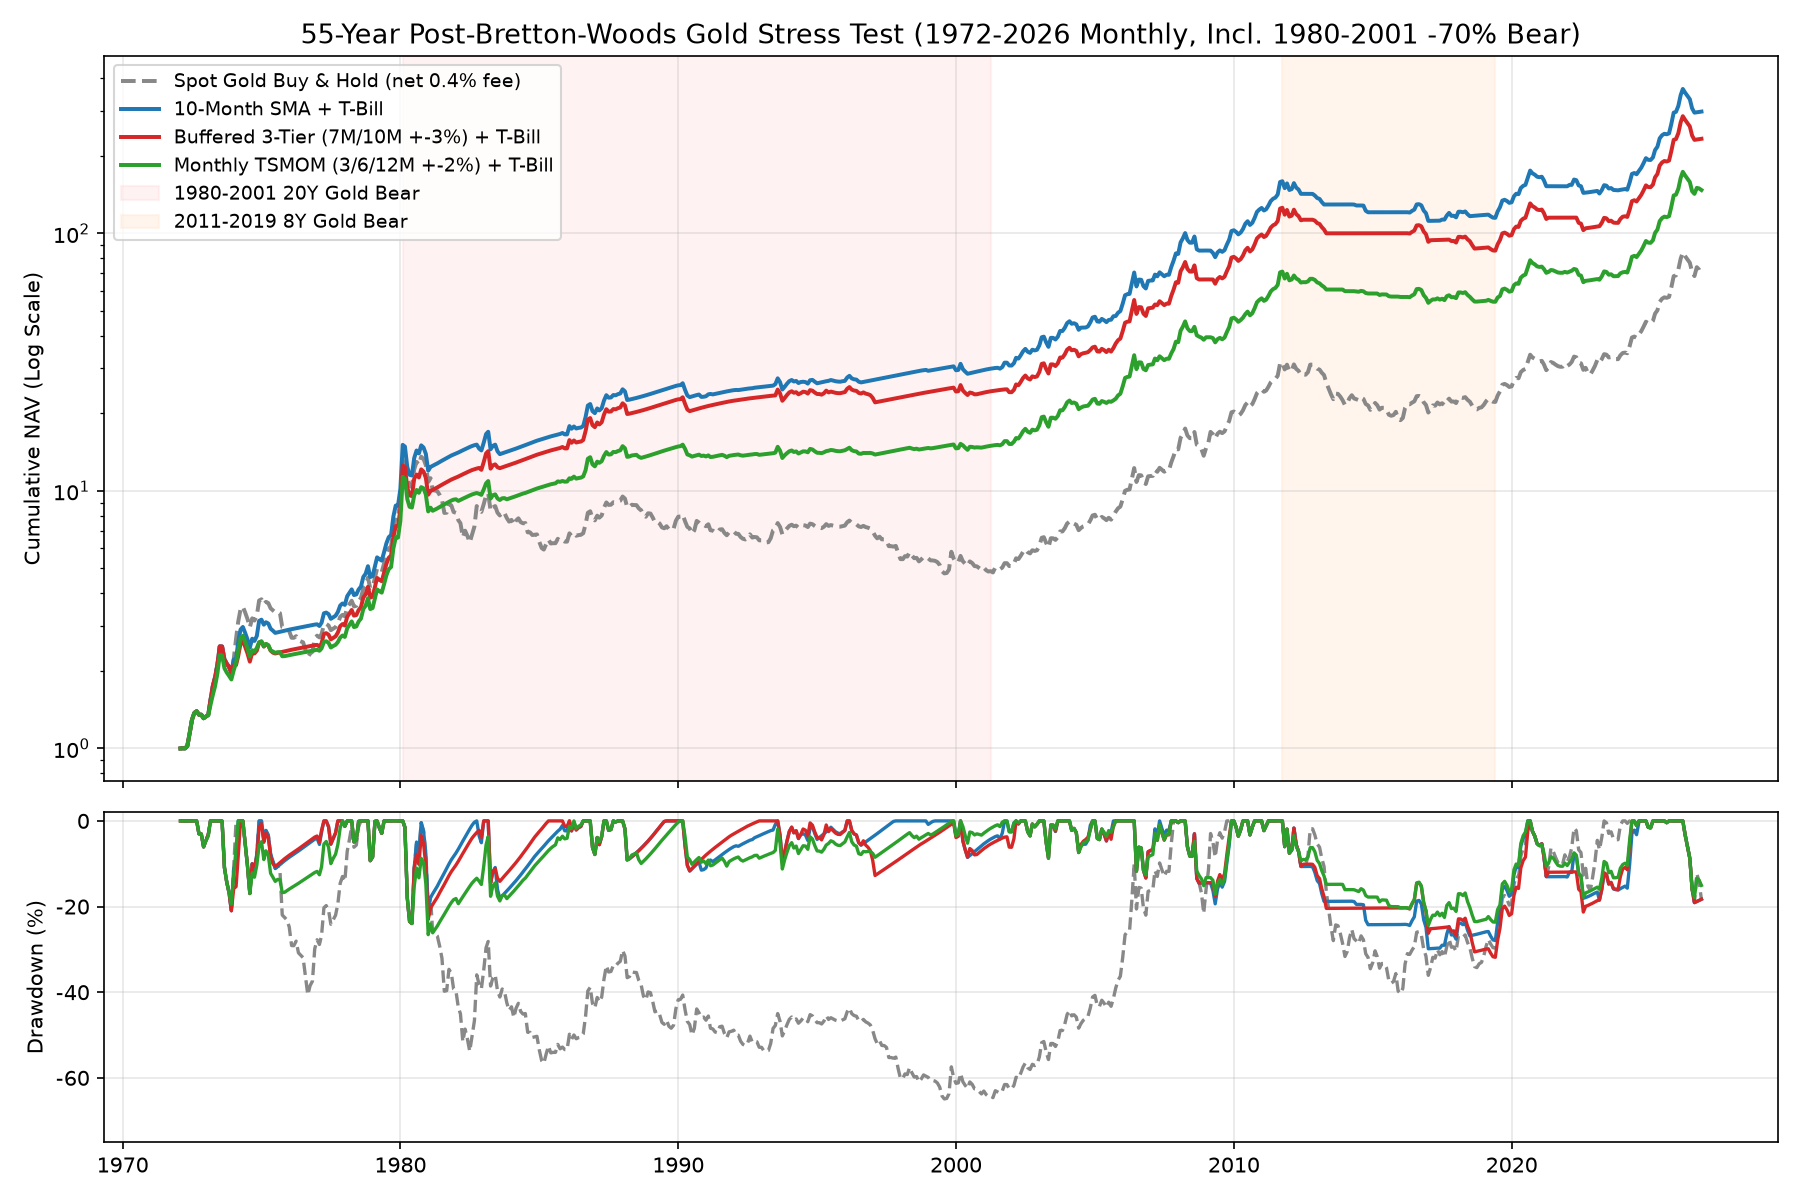 55-Year Post-Bretton-Woods Gold Stress Test (1972-2026 Monthly, Incl. 1980-2001 -70% Bear)
Spot Gold Buy & Hold (net 0.4% fee)
10-Month SMA + T-Bill
Buffered 3-Tier (7M/10M +-3%) + T-Bill
Monthly TSMOM (3/6/12M +-2%) + T-Bill
1980-2001 20Y Gold Bear
2011-2019 8Y Gold Bear
Cumulative NAV (Log Scale)
10²
10¹
10⁰
Drawdown (%)
0
-20
-40
-60
1970
1980
1990
2000
2010
2020